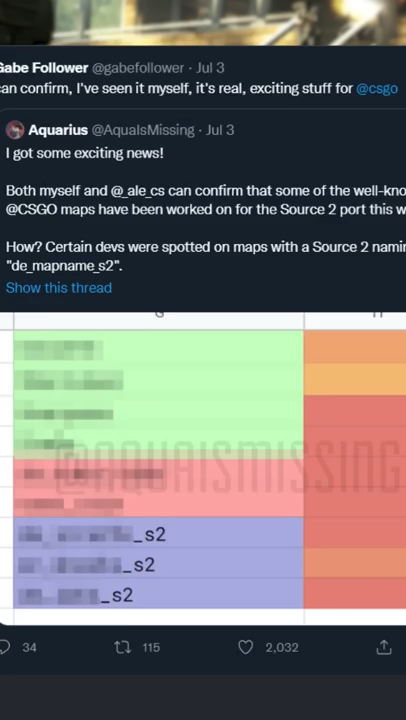 Gabe Follower @gabefollower · Jul 3
can confirm, I've seen it myself, it's real, exciting stuff for @csgo
Aquarius @AquaIsMissing · Jul 3
I got some exciting news!
Both myself and @_ale_cs can confirm that some of the well-kno
@CSGO maps have been worked on for the Source 2 port this w
How? Certain devs were spotted on maps with a Source 2 namin
"de_mapname_s2".
Show this thread
G H
@AQUAISMISSING
_s2
_s2
_s2
34 115 2,032